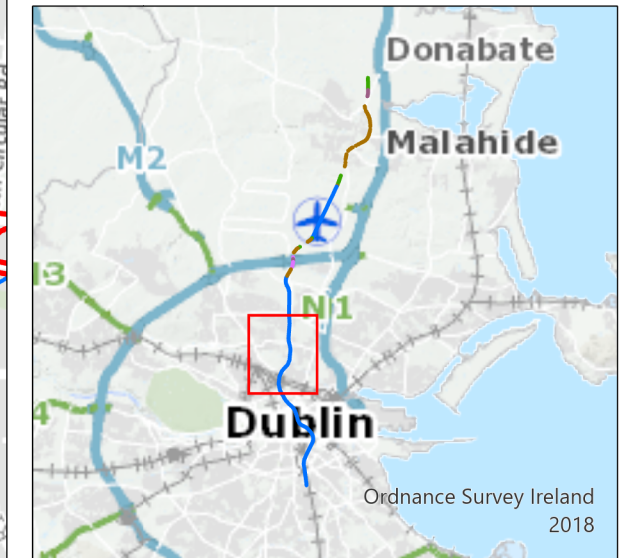 Donabate
Malahide
M2
N1
Dublin
Ordnance Survey Ireland
2018